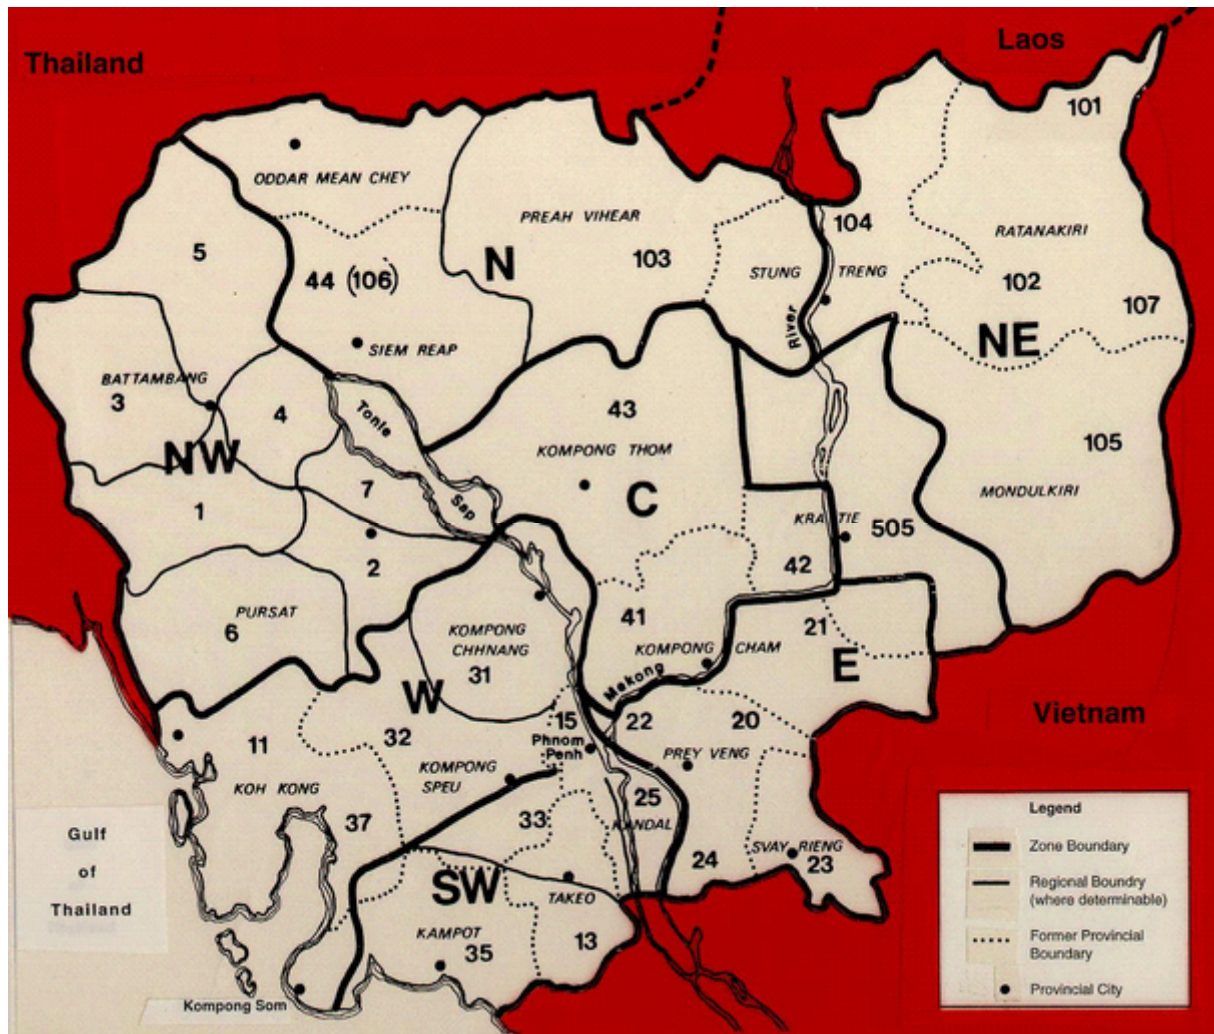 Thailand
Laos
101
ODDAR MEAN CHEY
PREAH VIHEAR
104
RATANAKIRI
5
N
103
STUNG
TRENG
44 (106)
102
107
River
NE
SIEM REAP
BATTAMBANG
3
4
Tonle
43
105
KOMPONG THOM
NW
7
Sap
C
MONDULKIRI
1
KRATIE
505
2
42
PURSAT
6
KOMPONG
CHHNANG
31
41
KOMPONG
CHAM
21
E
Mekong
W
15
22
20
Vietnam
11
32
Phnom
Penh
PREY VENG
KOH KONG
KOMPONG
SPEU
25
37
33
KANDAL
SVAY RIENG
24
23
Gulf
of
Thailand
SW
TAKEO
KAMPOT
35
13
Kompong Som
Legend
Zone Boundary
Regional Boundry
(where determinable)
Former Provincial
Boundary
Provincial City